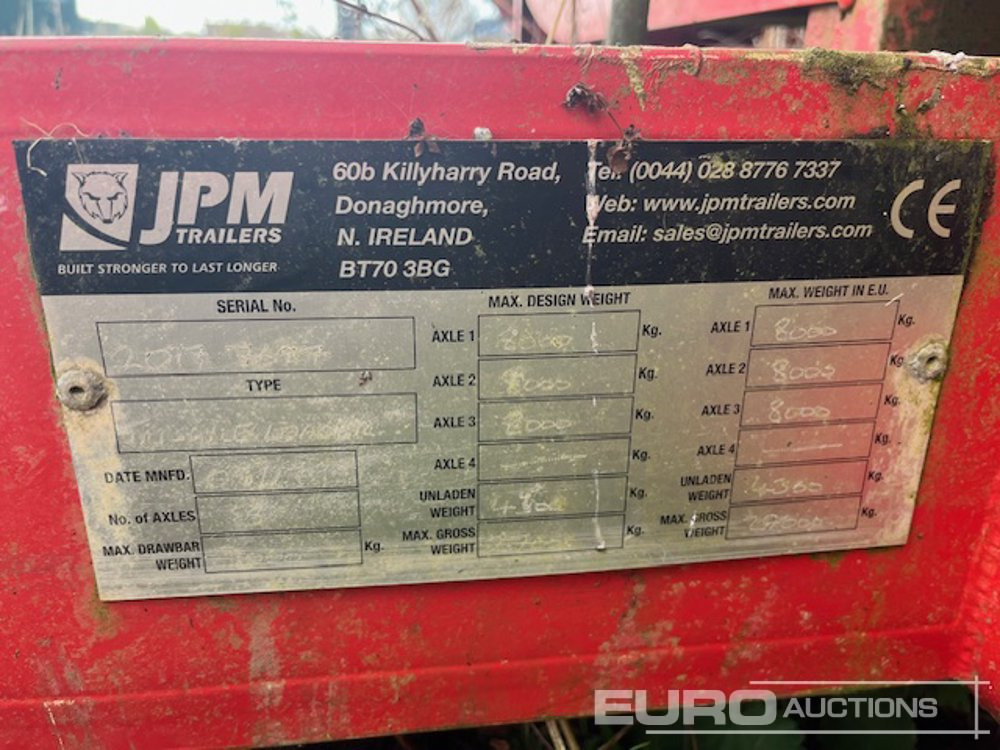 JPM
TRAILERS
BUILT STRONGER TO LAST LONGER
60b Killyharry Road,
Donaghmore,
N. IRELAND
BT70 3BG
Tel: (0044) 028 8776 7337
Web: www.jpmtrailers.com
Email: sales@jpmtrailers.com
CE
SERIAL No.
TYPE
DATE MNFD.
No. of AXLES
MAX. DRAWBAR WEIGHT Kg.
MAX. DESIGN WEIGHT
AXLE 1 8000 Kg.
AXLE 2 8000 Kg.
AXLE 3 8000 Kg.
AXLE 4 Kg.
UNLADEN WEIGHT Kg.
MAX. GROSS WEIGHT Kg.
MAX. WEIGHT IN E.U.
AXLE 1 8000 Kg.
AXLE 2 8000 Kg.
AXLE 3 8000 Kg.
AXLE 4 Kg.
UNLADEN WEIGHT 4300 Kg.
MAX. GROSS WEIGHT Kg.
EURO AUCTIONS